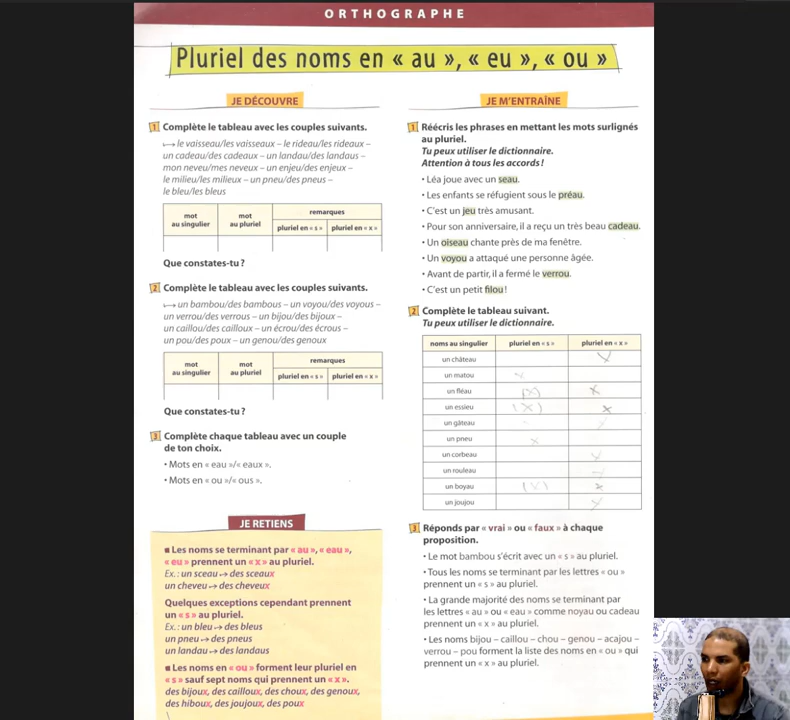 ORTHOGRAPHE
Pluriel des noms en « au », « eu », « ou »
JE DÉCOUVRE
1 Complète le tableau avec les couples suivants.
→ le vaisseau/les vaisseaux – le rideau/les rideaux –
un cadeau/des cadeaux – un landau/des landaus –
mon neveu/mes neveux – un enjeu/des enjeux –
le milieu/les milieux – un pneu/des pneus –
le bleu/les bleus
mot au singulier mot au pluriel remarques
pluriel en « s » pluriel en « x »
Que constates-tu ?
2 Complète le tableau avec les couples suivants.
→ un bambou/des bambous – un voyou/des voyous –
un verrou/des verrous – un bijou/des bijoux –
un caillou/des cailloux – un écrou/des écrous –
un pou/des poux – un genou/des genoux
mot au singulier mot au pluriel remarques
pluriel en « s » pluriel en « x »
Que constates-tu ?
3 Complète chaque tableau avec un couple
de ton choix.
• Mots en « eau »/« eaux ».
• Mots en « ou »/« ous ».
JE RETIENS
■ Les noms se terminant par « au », « eau »,
« eu » prennent un « x » au pluriel.
Ex. : un sceau → des sceaux
un cheveu → des cheveux
Quelques exceptions cependant prennent
un « s » au pluriel.
Ex. : un bleu → des bleus
un pneu → des pneus
un landau → des landaus
■ Les noms en « ou » forment leur pluriel en
« s » sauf sept noms qui prennent un « x ».
des bijoux, des cailloux, des choux, des genoux,
des hiboux, des joujoux, des poux
JE M'ENTRAÎNE
1 Réécris les phrases en mettant les mots surlignés
au pluriel.
Tu peux utiliser le dictionnaire.
Attention à tous les accords !
• Léa joue avec un seau.
• Les enfants se réfugient sous le préau.
• C'est un jeu très amusant.
• Pour son anniversaire, il a reçu un très beau cadeau.
• Un oiseau chante près de ma fenêtre.
• Un voyou a attaqué une personne âgée.
• Avant de partir, il a fermé le verrou.
• C'est un petit filou !
2 Complète le tableau suivant.
Tu peux utiliser le dictionnaire.
noms au singulier pluriel en « s » pluriel en « x »
un château x
un matou x
un fléau (x) x
un essieu (x) x
un gâteau
un pneu x
un corbeau x
un rouleau
un boyau (x) x
un joujou x
3 Réponds par « vrai » ou « faux » à chaque
proposition.
• Le mot bambou s'écrit avec un « s » au pluriel.
• Tous les noms se terminant par les lettres « ou »
prennent un « s » au pluriel.
• La grande majorité des noms se terminant par
les lettres « au » ou « eau » comme noyau ou cadeau
prennent un « x » au pluriel.
• Les noms bijou – caillou – chou – genou – acajou –
verrou – pou forment la liste des noms en « ou » qui
prennent un « x » au pluriel.